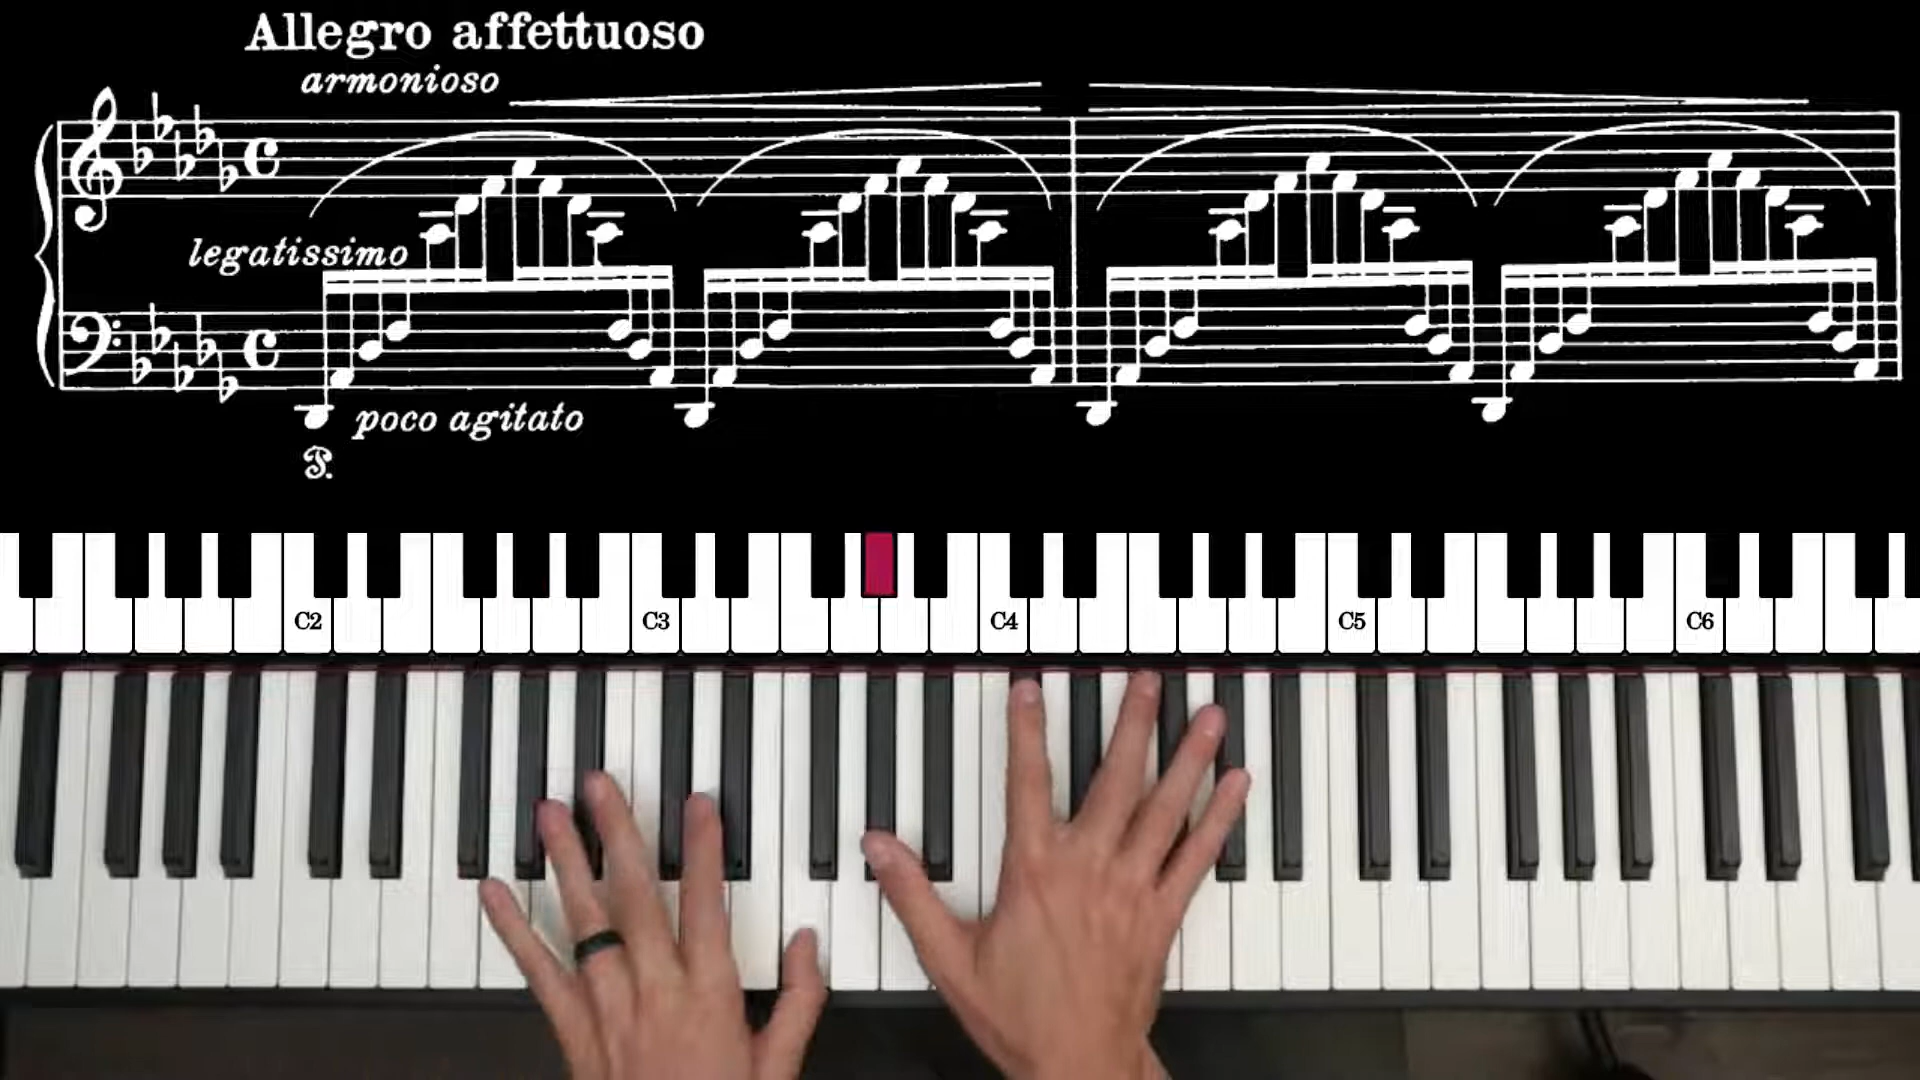 Allegro affettuoso
armonioso
legatissimo
poco agitato
C2 C3 C4 C5 C6